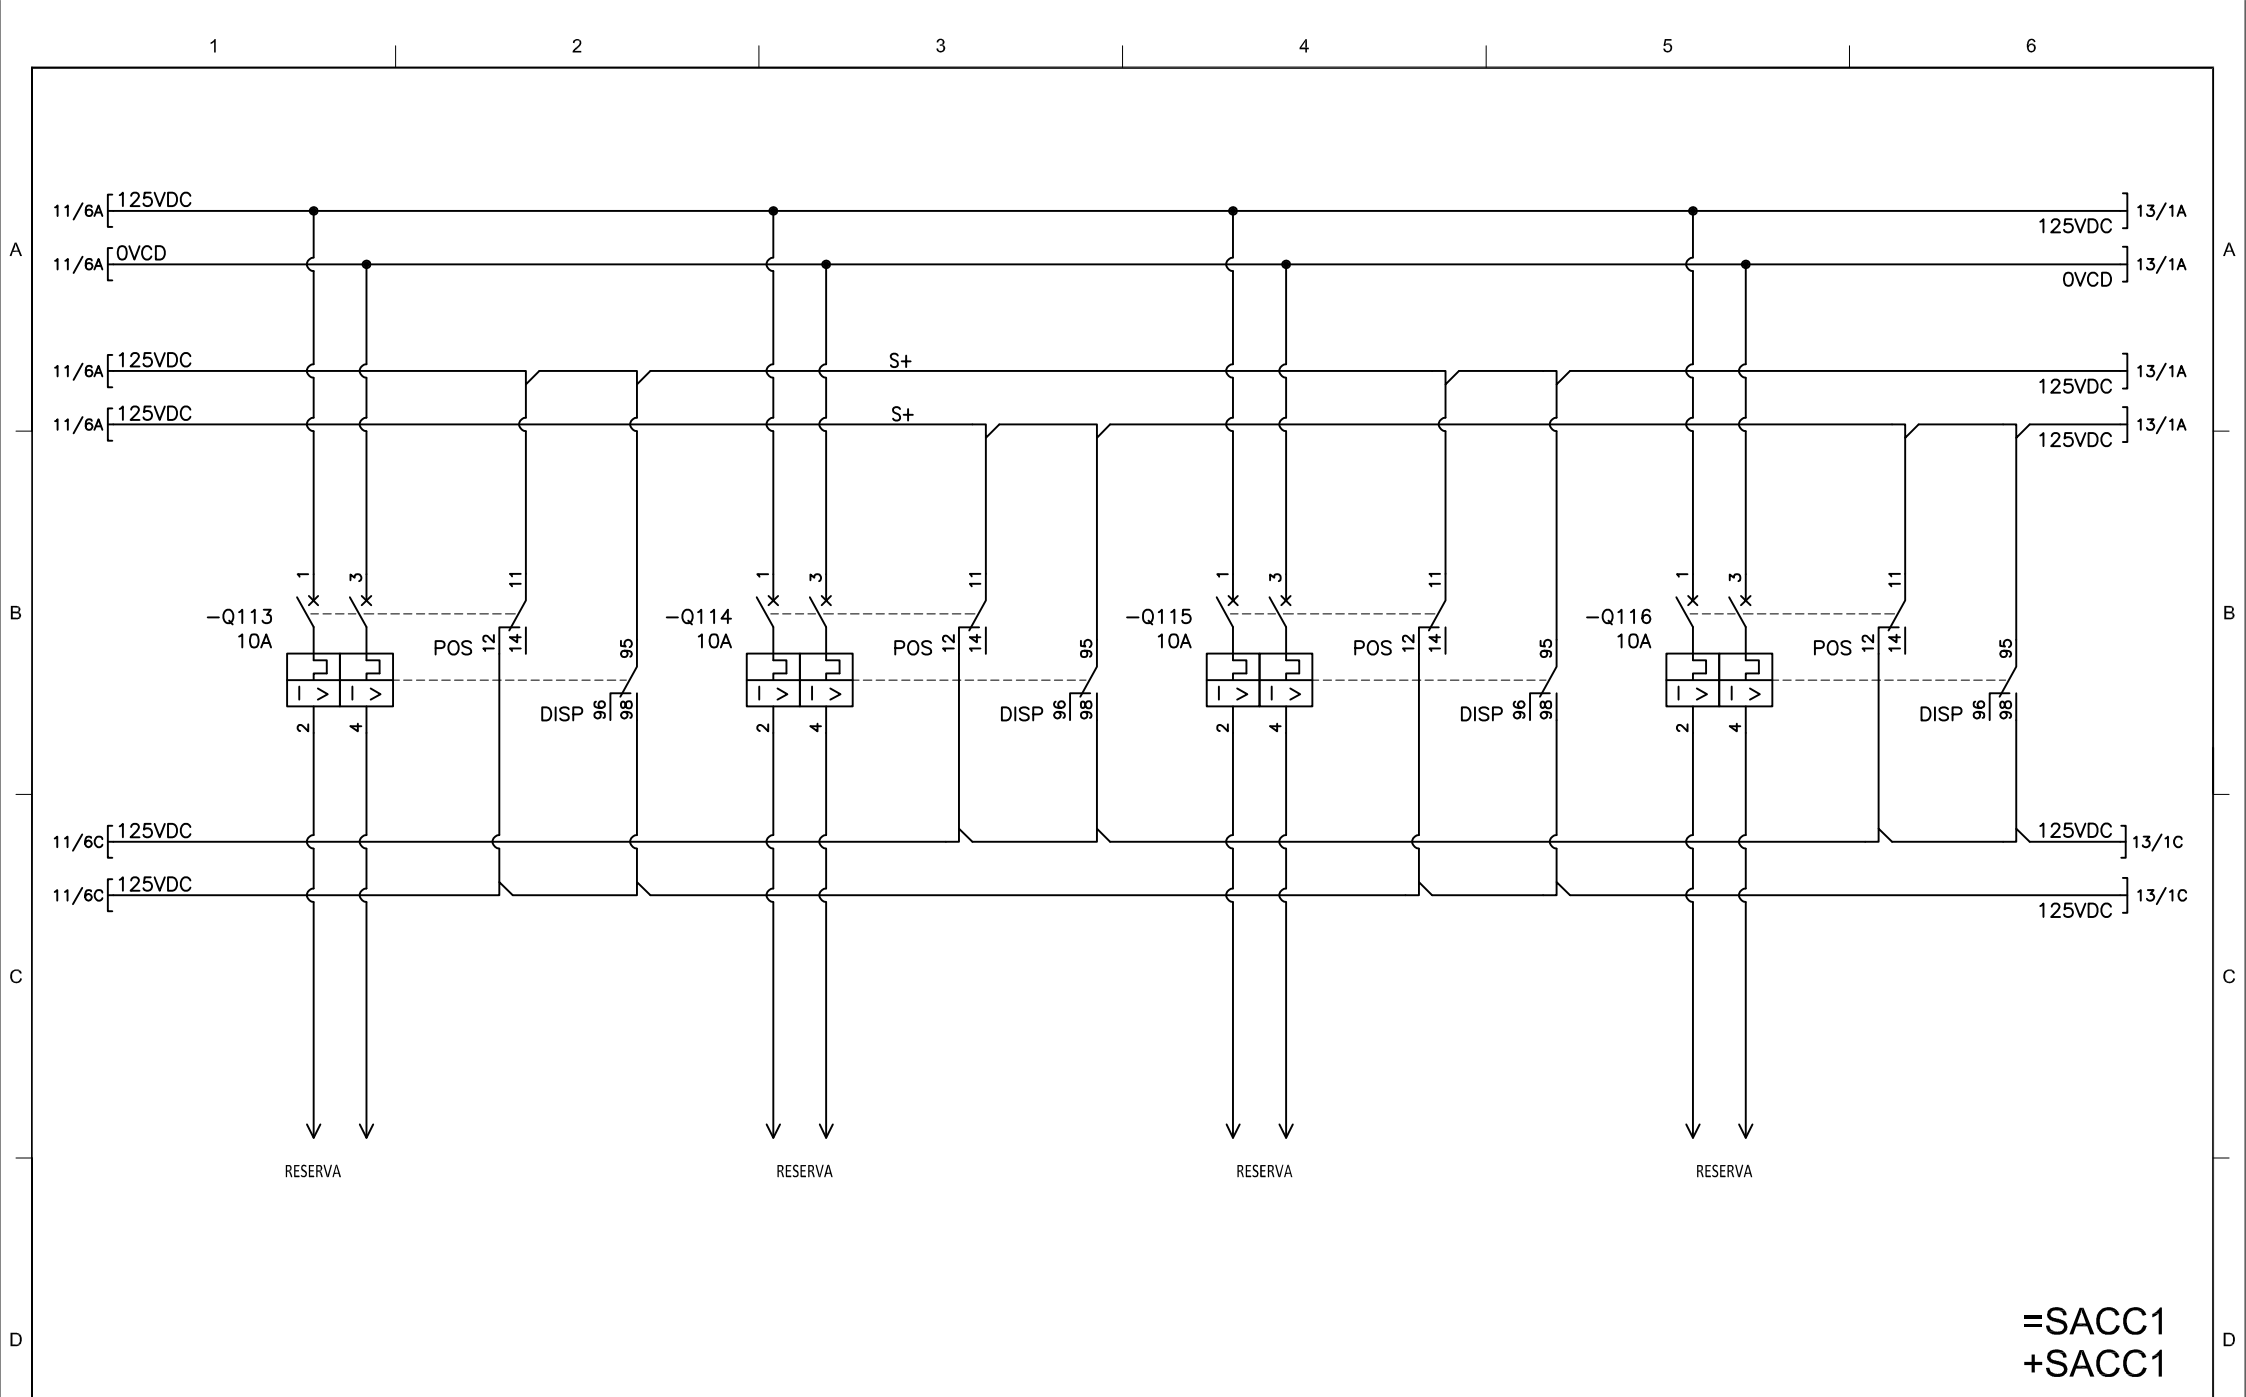 1 2 3 4 5 6
11/6A 125VDC 13/1A
125VDC
A 11/6A 0VCD 13/1A A
0VCD
11/6A 125VDC S+ 13/1A
125VDC
11/6A 125VDC S+ 13/1A
125VDC
1 3 11 1 3 11 1 3 11 1 3 11
B -Q113 -Q114 -Q115 -Q116 B
10A 10A 10A 10A
POS 12 14 95 POS 12 14 95 POS 12 14 95 POS 12 14 95
I > I > I > I > I > I > I > I >
2 4 DISP 96 98 2 4 DISP 96 98 2 4 DISP 96 98 2 4 DISP 96 98
11/6C 125VDC 125VDC 13/1C
11/6C 125VDC 13/1C
125VDC
C C
RESERVA RESERVA RESERVA RESERVA
=SACC1
D D
+SACC1